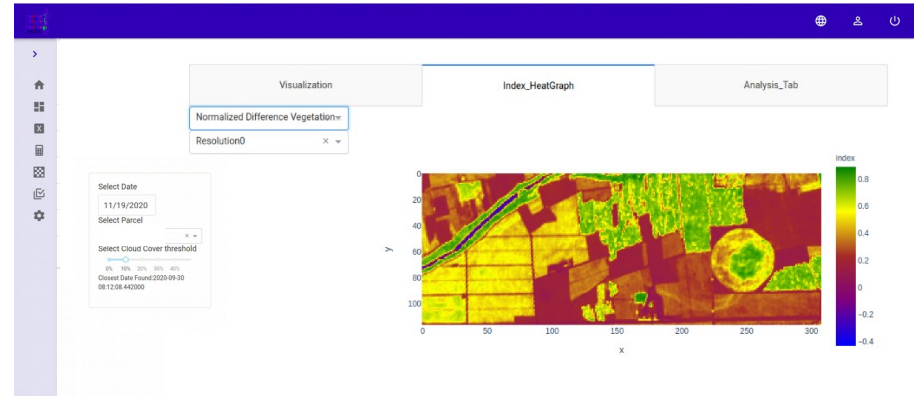 Visualization
Index_HeatGraph
Analysis_Tab
Normalized Difference Vegetation
Resolution0
Select Date
11/19/2020
Select Parcel
Select Cloud Cover threshold
0% 10% 20% 30% 40%
Closest Date Found:2020-09-30
08:12:08.442000
index
0.8
0.6
0.4
0.2
0
−0.2
−0.4
y
0
20
40
60
80
100
0 50 100 150 200 250 300
x